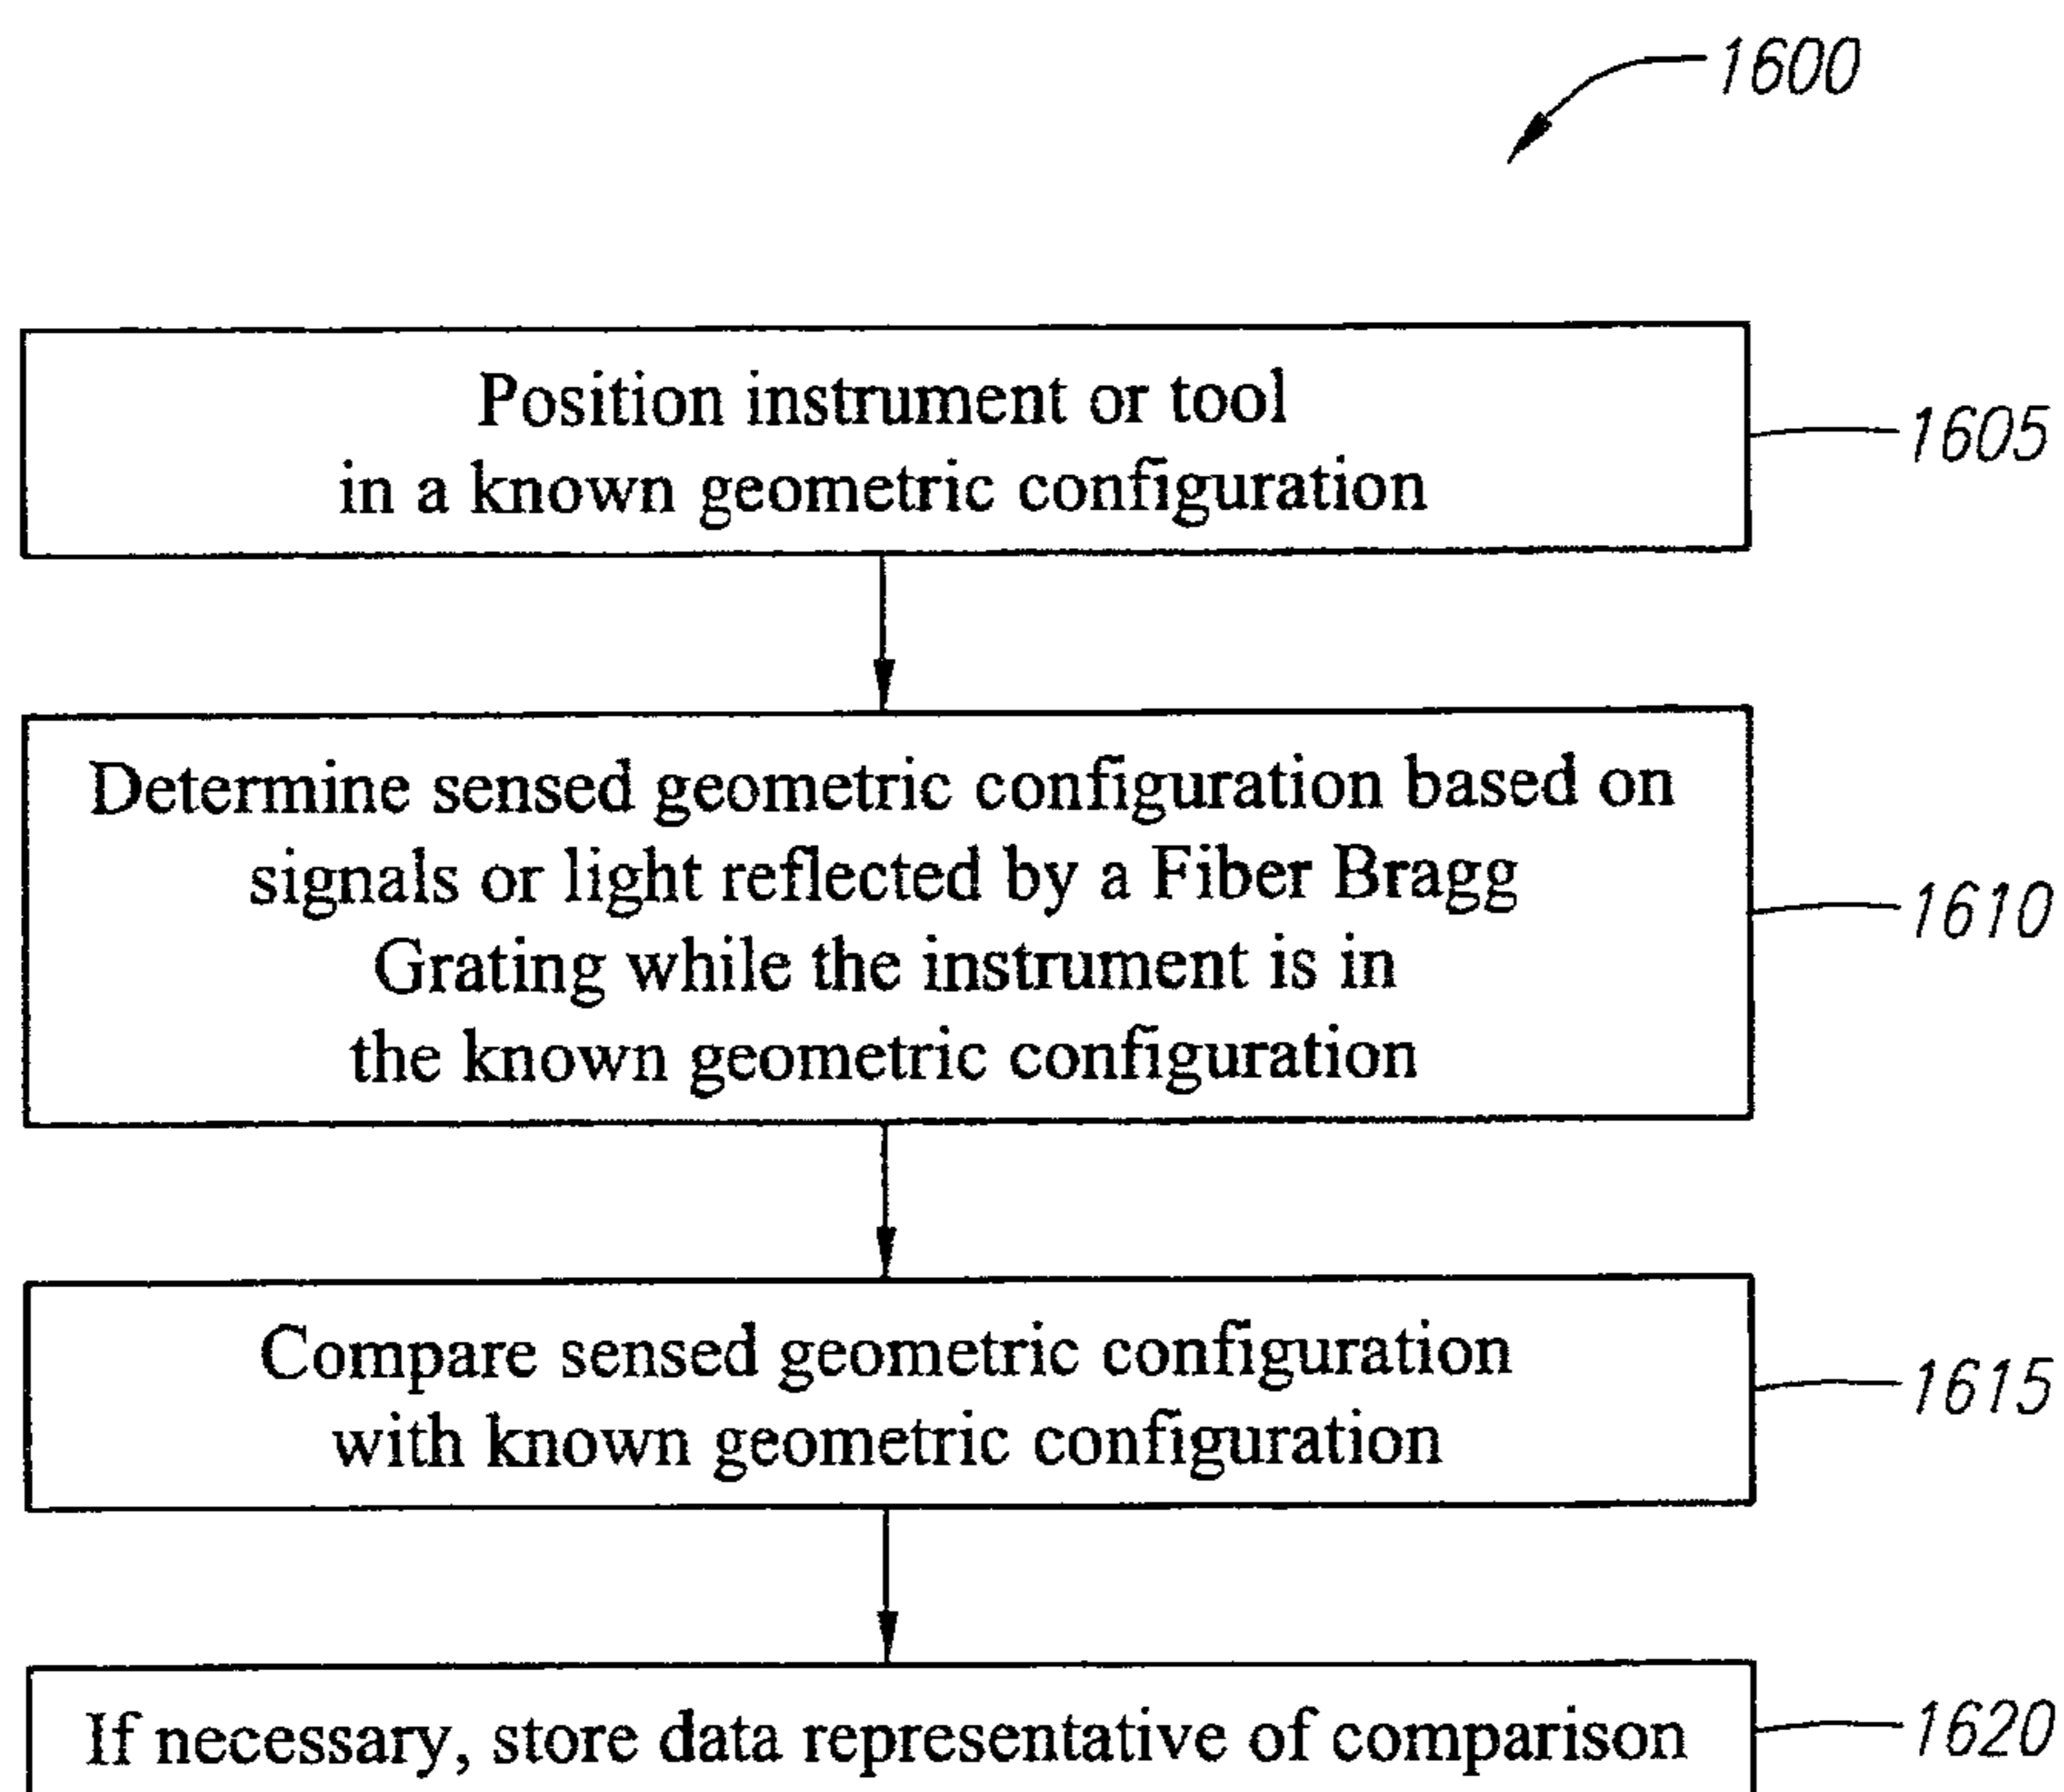 1600
Position instrument or tool
in a known geometric configuration
1605
Determine sensed geometric configuration based on
signals or light reflected by a Fiber Bragg
Grating while the instrument is in
the known geometric configuration
1610
Compare sensed geometric configuration
with known geometric configuration
1615
If necessary, store data representative of comparison
1620